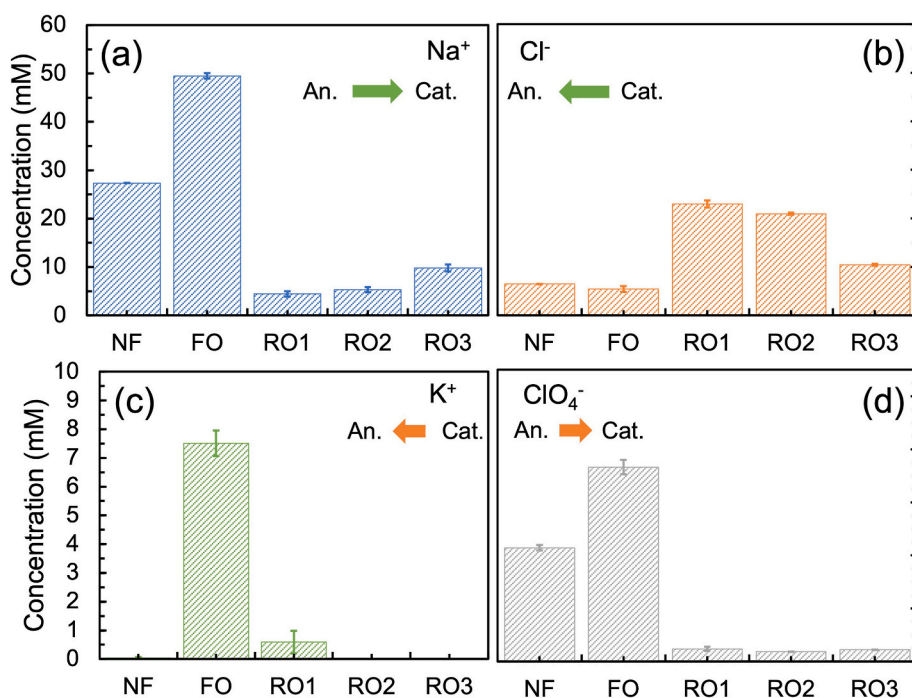 (a) Na⁺
An. Cat.
Concentration (mM)
60
50
40
30
20
10
0
NF FO RO1 RO2 RO3
Cl⁻ (b)
An. Cat.
NF FO RO1 RO2 RO3
(c) K⁺
An. Cat.
Concentration (mM)
10
9
8
7
6
5
4
3
2
1
0
NF FO RO1 RO2 RO3
ClO₄⁻ (d)
An. Cat.
NF FO RO1 RO2 RO3